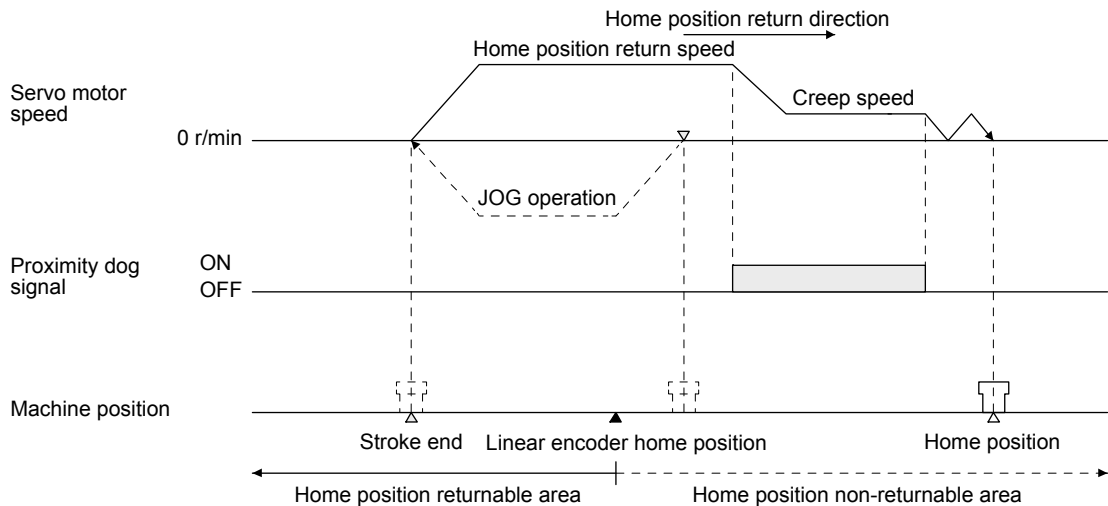 Home position return direction
Home position return speed
Servo motor
speed
Creep speed
0 r/min
JOG operation
Proximity dog
signal
ON
OFF
Machine position
Stroke end
Linear encoder home position
Home position
Home position returnable area
Home position non-returnable area